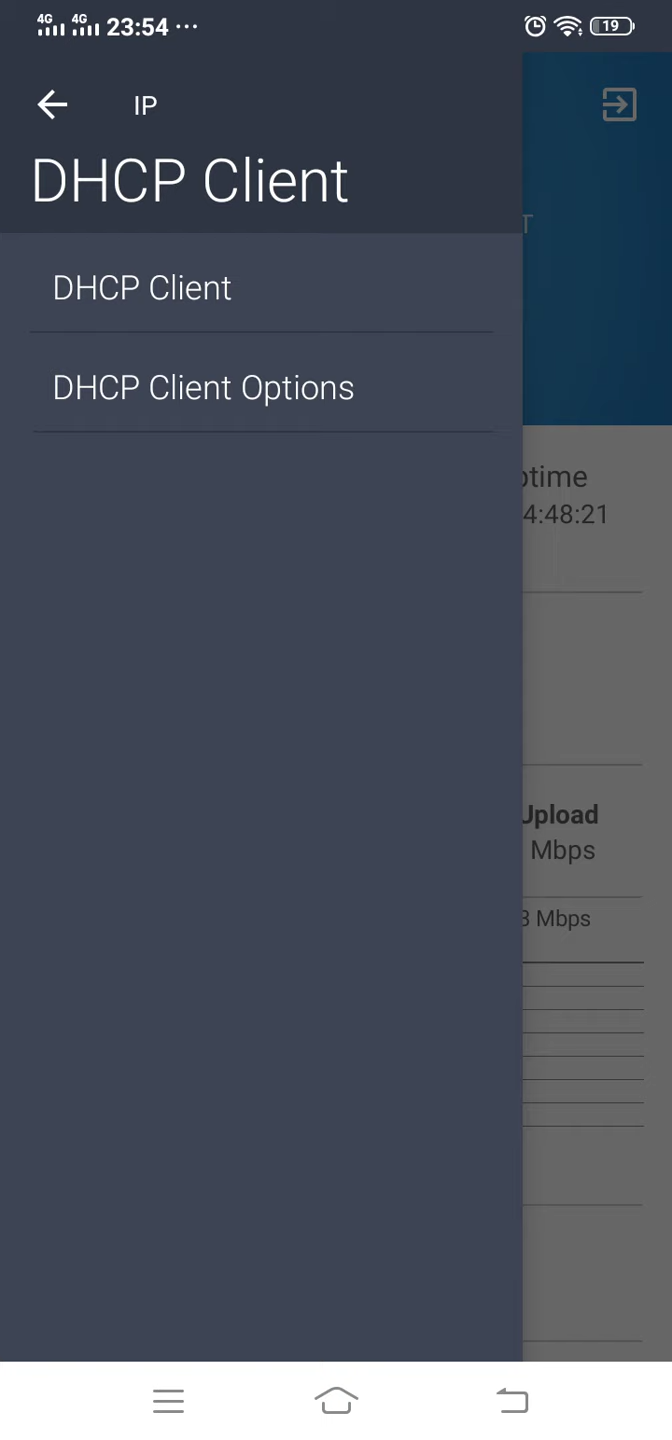 4G 4G 23:54 ... 19
IP
DHCP Client
T
DHCP Client
DHCP Client Options
ptime
4:48:21
Upload
Mbps
3 Mbps